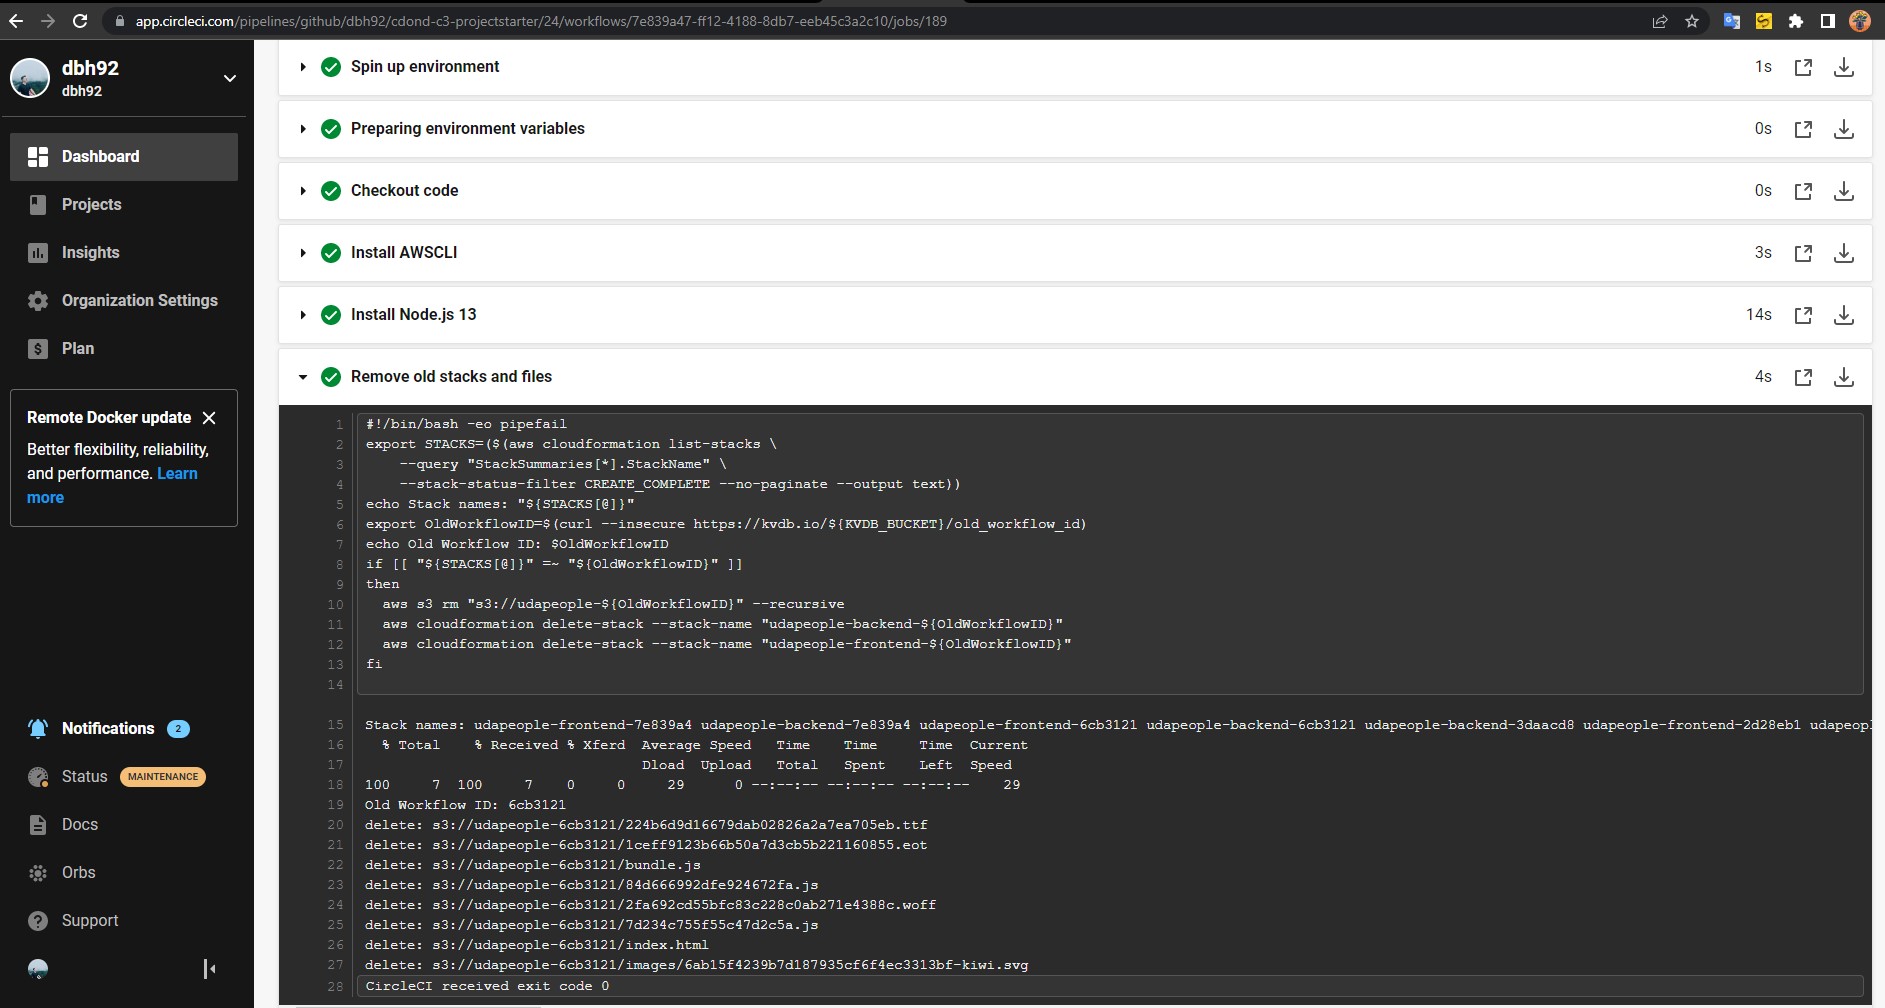 app.circleci.com/pipelines/github/dbh92/cdond-c3-projectstarter/24/workflows/7e839a47-ff12-4188-8db7-eeb45c3a2c10/jobs/189
dbh92
dbh92
Dashboard
Projects
Insights
Organization Settings
Plan
Remote Docker update
Better flexibility, reliability,
and performance. Learn
more
Notifications 2
Status MAINTENANCE
Docs
Orbs
Support
Spin up environment 1s
Preparing environment variables 0s
Checkout code 0s
Install AWSCLI 3s
Install Node.js 13 14s
Remove old stacks and files 4s
1 #!/bin/bash -eo pipefail
2 export STACKS=($(aws cloudformation list-stacks \
3 --query "StackSummaries[*].StackName" \
4 --stack-status-filter CREATE_COMPLETE --no-paginate --output text))
5 echo Stack names: "${STACKS[@]}"
6 export OldWorkflowID=$(curl --insecure https://kvdb.io/${KVDB_BUCKET}/old_workflow_id)
7 echo Old Workflow ID: $OldWorkflowID
8 if [[ "${STACKS[@]}" =~ "${OldWorkflowID}" ]]
9 then
10 aws s3 rm "s3://udapeople-${OldWorkflowID}" --recursive
11 aws cloudformation delete-stack --stack-name "udapeople-backend-${OldWorkflowID}"
12 aws cloudformation delete-stack --stack-name "udapeople-frontend-${OldWorkflowID}"
13 fi
14
15 Stack names: udapeople-frontend-7e839a4 udapeople-backend-7e839a4 udapeople-frontend-6cb3121 udapeople-backend-6cb3121 udapeople-backend-3daacd8 udapeople-frontend-2d28eb1 udapeopl
16 % Total % Received % Xferd Average Speed Time Time Time Current
17 Dload Upload Total Spent Left Speed
18 100 7 100 7 0 0 29 0 --:--:-- --:--:-- --:--:-- 29
19 Old Workflow ID: 6cb3121
20 delete: s3://udapeople-6cb3121/224b6d9d16679dab02826a2a7ea705eb.ttf
21 delete: s3://udapeople-6cb3121/1ceff9123b66b50a7d3cb5b221160855.eot
22 delete: s3://udapeople-6cb3121/bundle.js
23 delete: s3://udapeople-6cb3121/84d666992dfe924672fa.js
24 delete: s3://udapeople-6cb3121/2fa692cd55bfc83c228c0ab271e4388c.woff
25 delete: s3://udapeople-6cb3121/7d234c755f55c47d2c5a.js
26 delete: s3://udapeople-6cb3121/index.html
27 delete: s3://udapeople-6cb3121/images/6ab15f4239b7d187935cf6f4ec3313bf-kiwi.svg
28 CircleCI received exit code 0